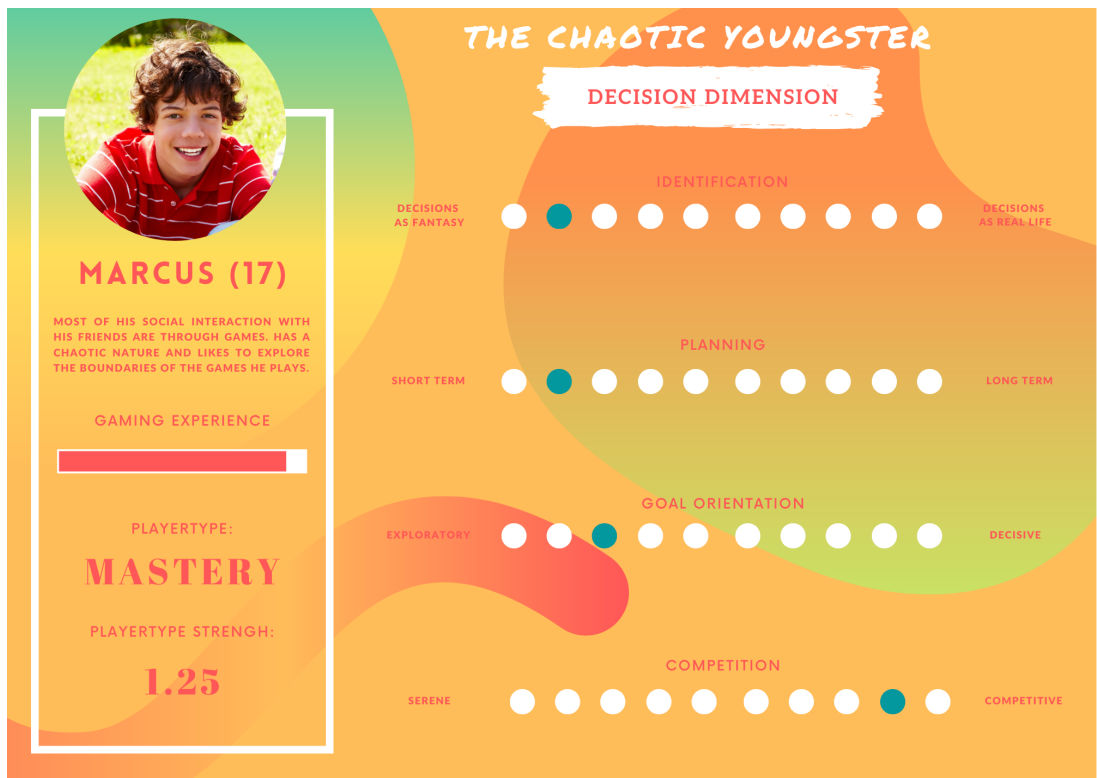 THE CHAOTIC YOUNGSTER
DECISION DIMENSION
MARCUS (17)
MOST OF HIS SOCIAL INTERACTION WITH
HIS FRIENDS ARE THROUGH GAMES. HAS A
CHAOTIC NATURE AND LIKES TO EXPLORE
THE BOUNDARIES OF THE GAMES HE PLAYS.
GAMING EXPERIENCE
PLAYERTYPE:
MASTERY
PLAYERTYPE STRENGH:
1.25
IDENTIFICATION
DECISIONS
AS FANTASY
DECISIONS
AS REAL LIFE
PLANNING
SHORT TERM
LONG TERM
GOAL ORIENTATION
EXPLORATORY
DECISIVE
COMPETITION
SERENE
COMPETITIVE